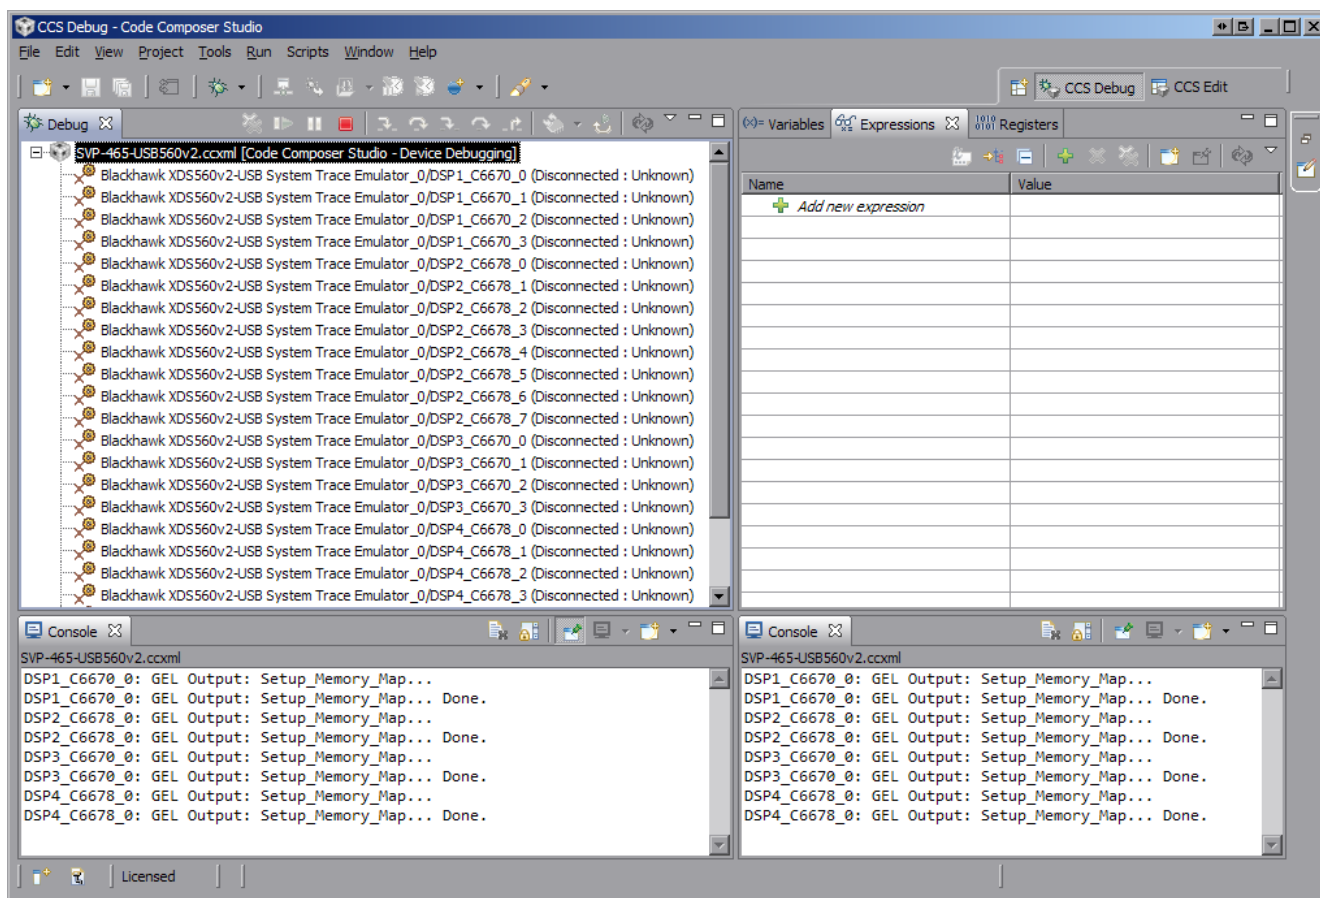 CCS Debug - Code Composer Studio
File Edit View Project Tools Run Scripts Window Help
CCS Debug CCS Edit
Debug
SVP-465-USB560v2.ccxml [Code Composer Studio - Device Debugging]
Blackhawk XDS560v2-USB System Trace Emulator_0/DSP1_C6670_0 (Disconnected : Unknown)
Blackhawk XDS560v2-USB System Trace Emulator_0/DSP1_C6670_1 (Disconnected : Unknown)
Blackhawk XDS560v2-USB System Trace Emulator_0/DSP1_C6670_2 (Disconnected : Unknown)
Blackhawk XDS560v2-USB System Trace Emulator_0/DSP1_C6670_3 (Disconnected : Unknown)
Blackhawk XDS560v2-USB System Trace Emulator_0/DSP2_C6678_0 (Disconnected : Unknown)
Blackhawk XDS560v2-USB System Trace Emulator_0/DSP2_C6678_1 (Disconnected : Unknown)
Blackhawk XDS560v2-USB System Trace Emulator_0/DSP2_C6678_2 (Disconnected : Unknown)
Blackhawk XDS560v2-USB System Trace Emulator_0/DSP2_C6678_3 (Disconnected : Unknown)
Blackhawk XDS560v2-USB System Trace Emulator_0/DSP2_C6678_4 (Disconnected : Unknown)
Blackhawk XDS560v2-USB System Trace Emulator_0/DSP2_C6678_5 (Disconnected : Unknown)
Blackhawk XDS560v2-USB System Trace Emulator_0/DSP2_C6678_6 (Disconnected : Unknown)
Blackhawk XDS560v2-USB System Trace Emulator_0/DSP2_C6678_7 (Disconnected : Unknown)
Blackhawk XDS560v2-USB System Trace Emulator_0/DSP3_C6670_0 (Disconnected : Unknown)
Blackhawk XDS560v2-USB System Trace Emulator_0/DSP3_C6670_1 (Disconnected : Unknown)
Blackhawk XDS560v2-USB System Trace Emulator_0/DSP3_C6670_2 (Disconnected : Unknown)
Blackhawk XDS560v2-USB System Trace Emulator_0/DSP3_C6670_3 (Disconnected : Unknown)
Blackhawk XDS560v2-USB System Trace Emulator_0/DSP4_C6678_0 (Disconnected : Unknown)
Blackhawk XDS560v2-USB System Trace Emulator_0/DSP4_C6678_1 (Disconnected : Unknown)
Blackhawk XDS560v2-USB System Trace Emulator_0/DSP4_C6678_2 (Disconnected : Unknown)
Blackhawk XDS560v2-USB System Trace Emulator_0/DSP4_C6678_3 (Disconnected : Unknown)
(x)= Variables Expressions Registers
Name Value
Add new expression
Console
SVP-465-USB560v2.ccxml
DSP1_C6670_0: GEL Output: Setup_Memory_Map...
DSP1_C6670_0: GEL Output: Setup_Memory_Map... Done.
DSP2_C6678_0: GEL Output: Setup_Memory_Map...
DSP2_C6678_0: GEL Output: Setup_Memory_Map... Done.
DSP3_C6670_0: GEL Output: Setup_Memory_Map...
DSP3_C6670_0: GEL Output: Setup_Memory_Map... Done.
DSP4_C6678_0: GEL Output: Setup_Memory_Map...
DSP4_C6678_0: GEL Output: Setup_Memory_Map... Done.
Console
SVP-465-USB560v2.ccxml
DSP1_C6670_0: GEL Output: Setup_Memory_Map...
DSP1_C6670_0: GEL Output: Setup_Memory_Map... Done.
DSP2_C6678_0: GEL Output: Setup_Memory_Map...
DSP2_C6678_0: GEL Output: Setup_Memory_Map... Done.
DSP3_C6670_0: GEL Output: Setup_Memory_Map...
DSP3_C6670_0: GEL Output: Setup_Memory_Map... Done.
DSP4_C6678_0: GEL Output: Setup_Memory_Map...
DSP4_C6678_0: GEL Output: Setup_Memory_Map... Done.
Licensed